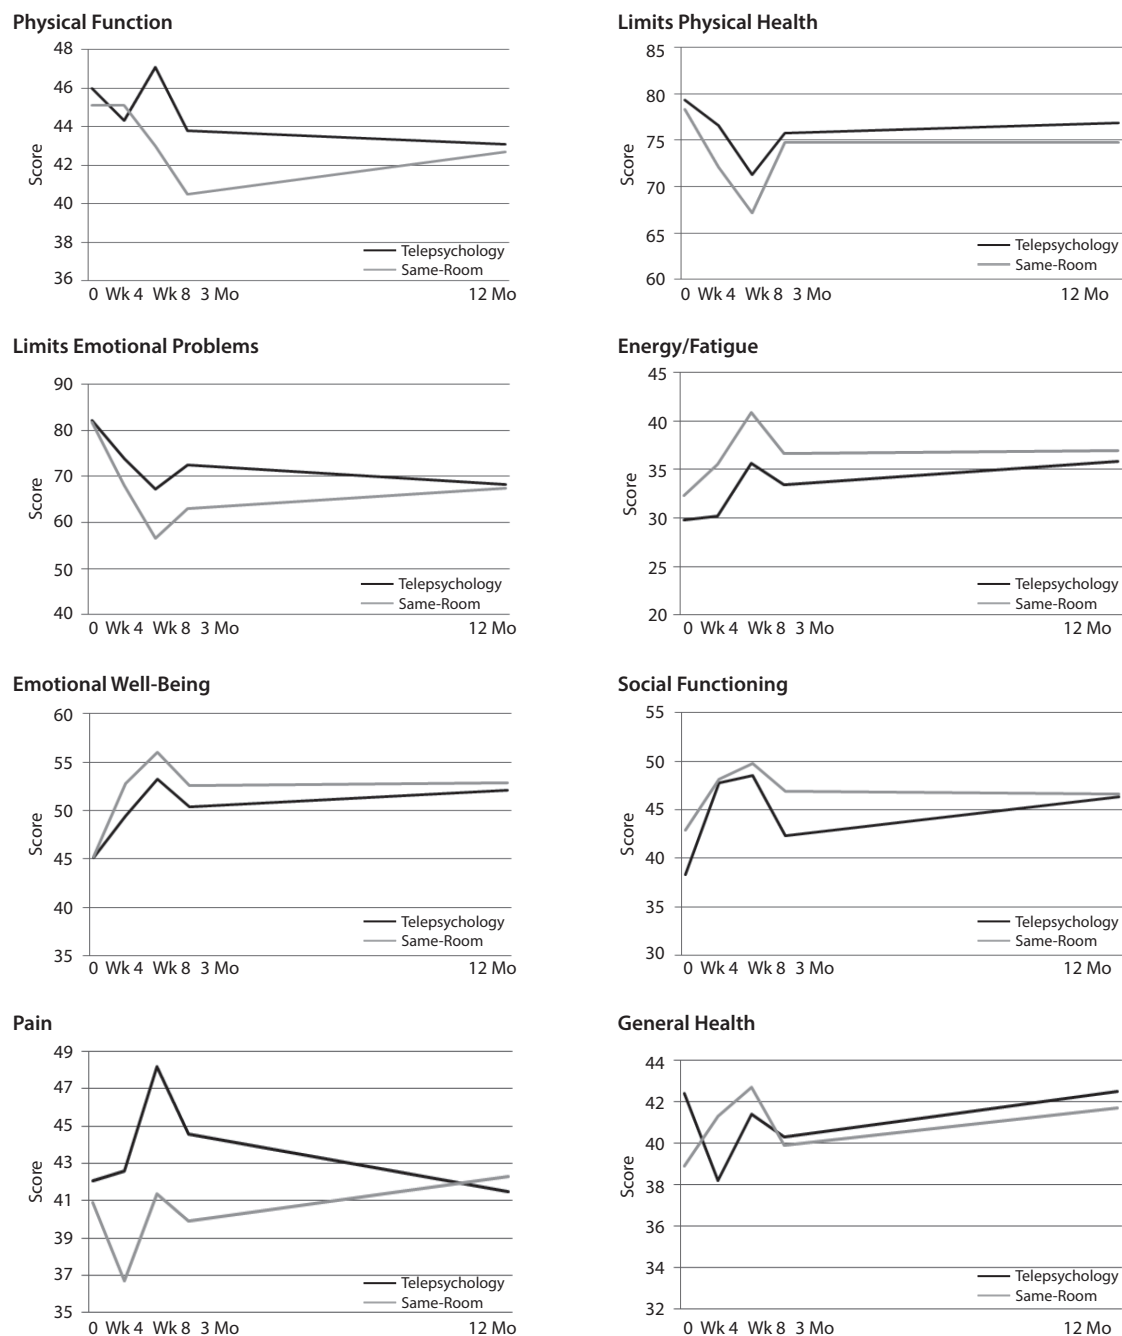 Physical Function
48
46
44
42
40
38
36
Score
Telepsychology
Same-Room
0 Wk 4 Wk 8 3 Mo 12 Mo
Limits Physical Health
85
80
75
70
65
60
Score
Telepsychology
Same-Room
0 Wk 4 Wk 8 3 Mo 12 Mo
Limits Emotional Problems
90
80
70
60
50
40
Score
Telepsychology
Same-Room
0 Wk 4 Wk 8 3 Mo 12 Mo
Energy/Fatigue
45
40
35
30
25
20
Score
Telepsychology
Same-Room
0 Wk 4 Wk 8 3 Mo 12 Mo
Emotional Well-Being
60
55
50
45
40
35
Score
Telepsychology
Same-Room
0 Wk 4 Wk 8 3 Mo 12 Mo
Social Functioning
55
50
45
40
35
30
Score
Telepsychology
Same-Room
0 Wk 4 Wk 8 3 Mo 12 Mo
Pain
49
47
45
43
41
39
37
35
Score
Telepsychology
Same-Room
0 Wk 4 Wk 8 3 Mo 12 Mo
General Health
44
42
40
38
36
34
32
Score
Telepsychology
Same-Room
0 Wk 4 Wk 8 3 Mo 12 Mo